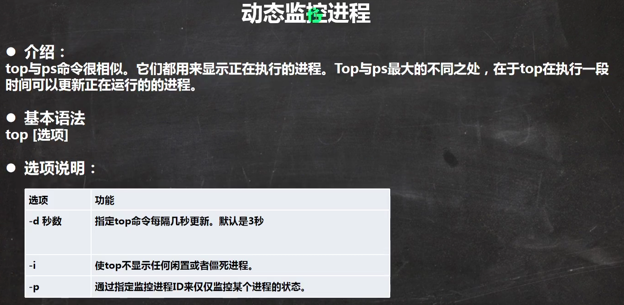 动态监控进程
● 介绍：
top与ps命令很相似。它们都用来显示正在执行的进程。Top与ps最大的不同之处，在于top在执行一段
时间可以更新正在运行的的进程。
● 基本语法
top [选项]
● 选项说明：
选项 功能
-d 秒数 指定top命令每隔几秒更新。默认是3秒
-i 使top不显示任何闲置或者僵死进程。
-p 通过指定监控进程ID来仅仅监控某个进程的状态。